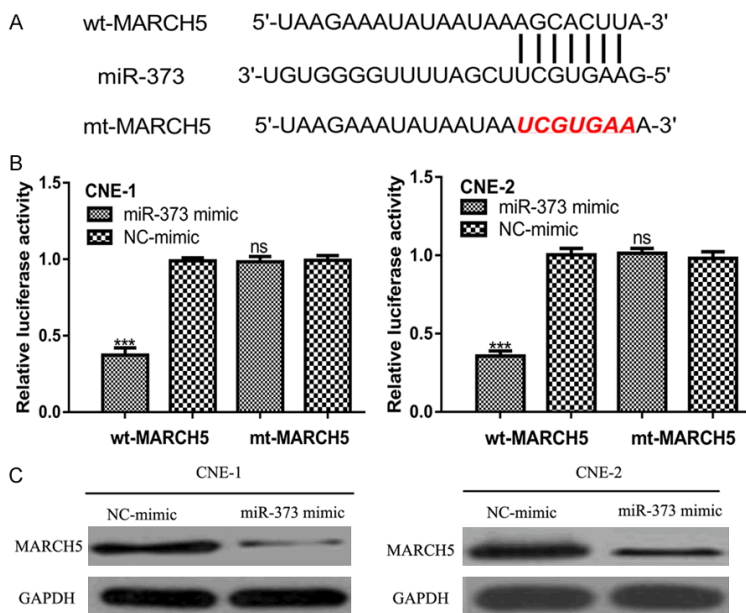 A
wt-MARCH5 5'-UAAGAAAUAUAAUAAAGCACUUA-3'
miR-373 3'-UGUGGGGUUUUAGCUUCGUGAAG-5'
mt-MARCH5 5'-UAAGAAAUAUAAUAAUCGUGAAA-3'
B
CNE-1
miR-373 mimic
NC-mimic
Relative luciferase activity
1.5
1.0
0.5
0.0
***
ns
wt-MARCH5 mt-MARCH5
CNE-2
miR-373 mimic
NC-mimic
Relative luciferase activity
1.5
1.0
0.5
0.0
***
ns
wt-MARCH5 mt-MARCH5
C
CNE-1
NC-mimic miR-373 mimic
MARCH5
GAPDH
CNE-2
NC-mimic miR-373 mimic
MARCH5
GAPDH